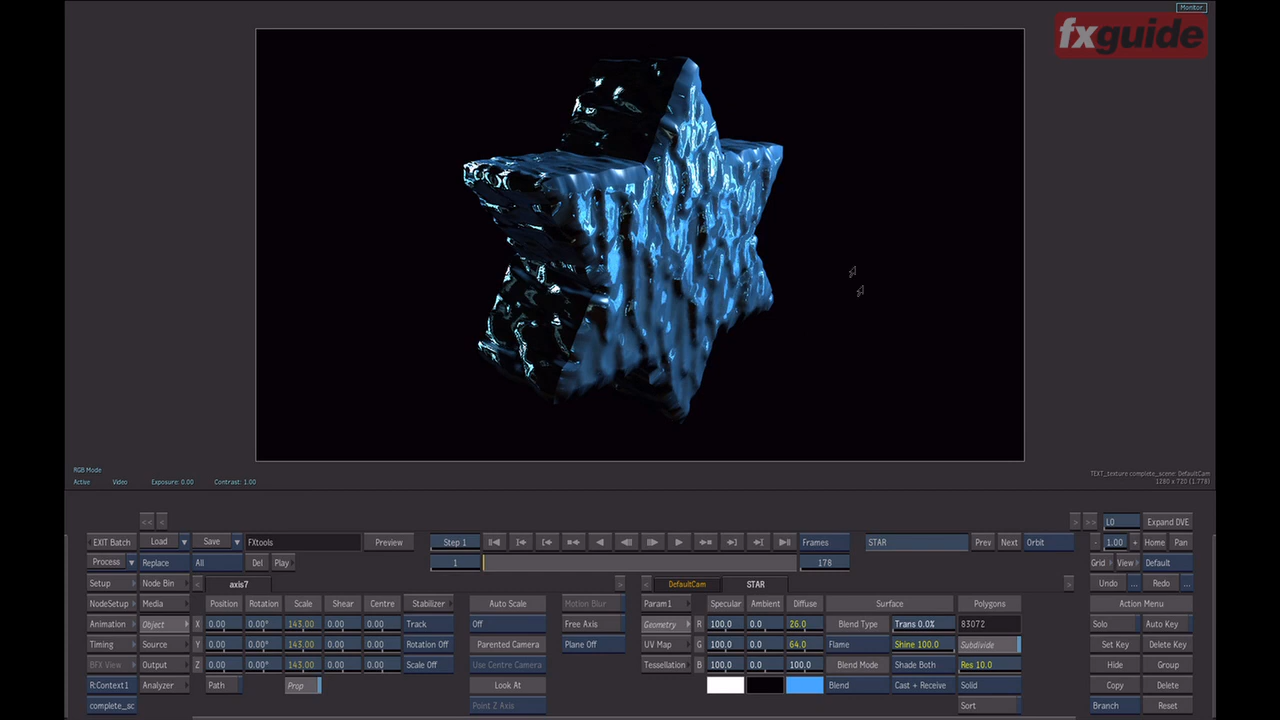 Monitor
fxguide
RGB Mode
Active Video Exposure: 0.00 Contrast: 1.00
TEXT_texture complete_scene: DefaultCam
1280 x 720 (1.778)
<< < > >> L0 Expand DVE
EXIT Batch Load Save FXtools Preview Step 1 Frames STAR Prev Next Orbit - 1.00 + Home Pan
Process Replace All Del Play 1 178 Grid View Default
Setup Node Bin < axis7 > < DefaultCam STAR > Undo ... Redo ...
NodeSetup Media Position Rotation Scale Shear Centre Stabilizer Auto Scale Motion Blur Param1 Specular Ambient Diffuse Surface Polygons Action Menu
Animation Object X 0.00 0.00° 143.00 0.00 0.00 Track Off Free Axis Geometry R 100.0 0.0 26.0 Blend Type Trans 0.0% 83072 Solo Auto Key
Timing Source Y 0.00 0.00° 143.00 0.00 0.00 Rotation Off Parented Camera Plane Off UV Map G 100.0 0.0 64.0 Flame Shine 100.0 Subdivide Set Key Delete Key
BFX View Output Z 0.00 0.00° 143.00 0.00 0.00 Scale Off Use Centre Camera Tessellation B 100.0 0.0 100.0 Blend Mode Shade Both Res 10.0 Hide Group
R:Context1 Analyzer Path Prop Look At Blend Cast + Receive Solid Copy Delete
complete_sc Point Z Axis Sort Branch Reset